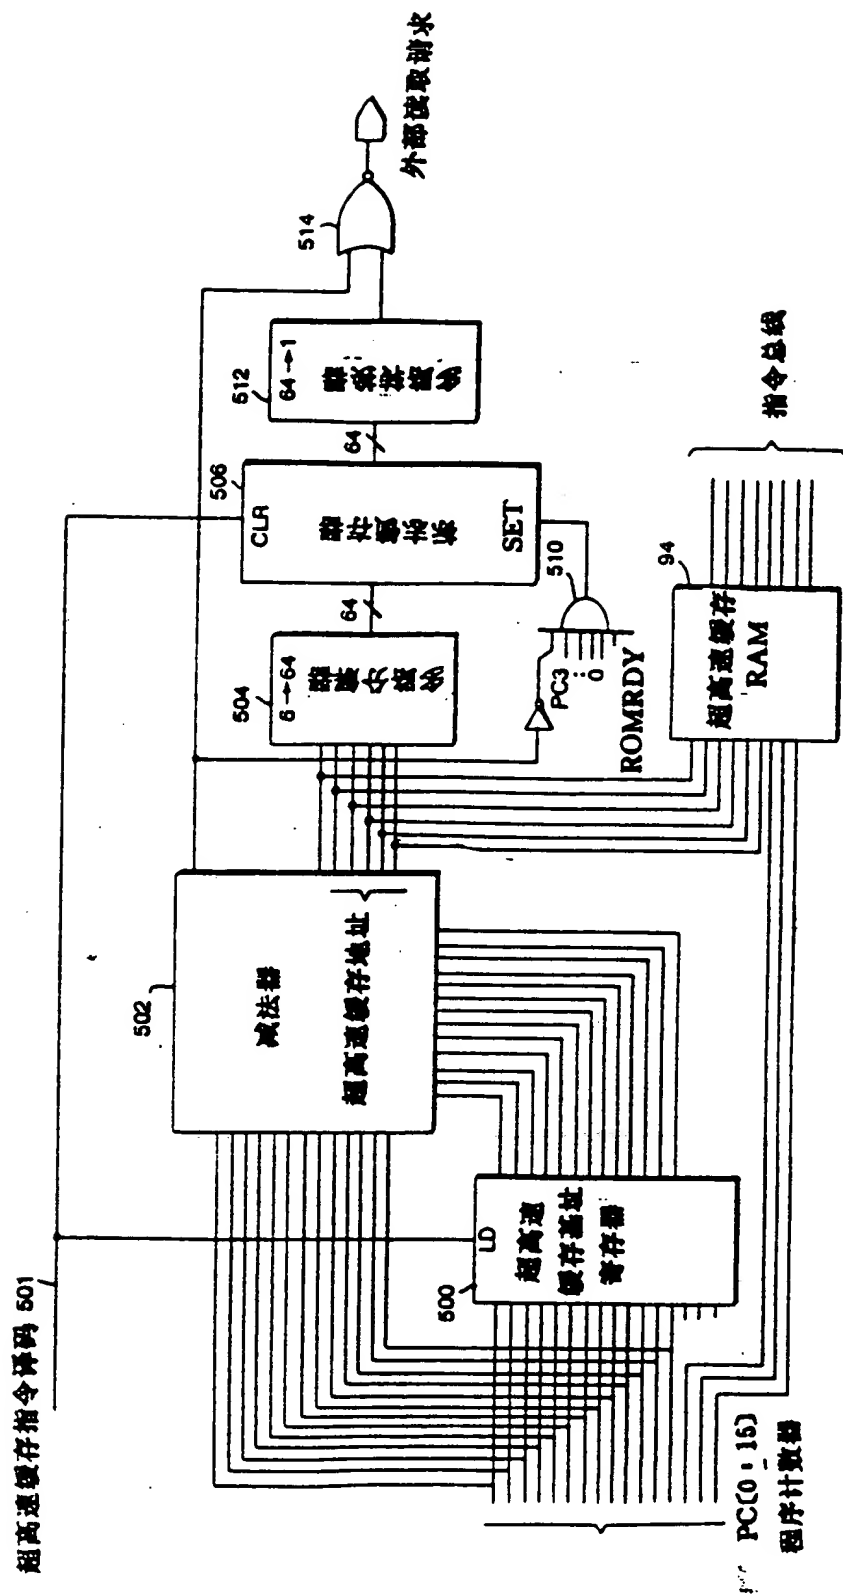 超高速缓存指令译码 501
502
减法器
超高速缓存地址
500
LD
超高速
缓存基址
寄存器
PC[0:15]
程序计数器
504
6→64
506
CLR
SET
64
64
512
64→1
514
外部读取请求
510
PC3
0
ROMRDY
94
超高速缓存
RAM
指令总线